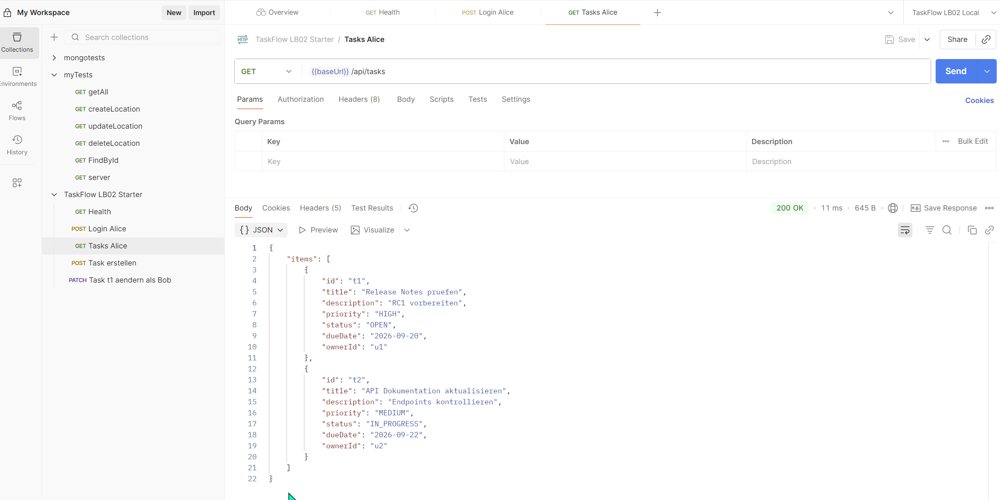 My Workspace
New
Import
Overview
GET Health
POST Login Alice
GET Tasks Alice
TaskFlow LB02 Local
Collections
Environments
Flows
History
Search collections
mongotests
myTests
GET getAll
GET createLocation
GET updateLocation
GET deleteLocation
GET FindById
GET server
TaskFlow LB02 Starter
GET Health
POST Login Alice
GET Tasks Alice
POST Task erstellen
PATCH Task t1 aendern als Bob
HTTP TaskFlow LB02 Starter / Tasks Alice
Save
Share
GET {{baseUrl}} /api/tasks
Send
Params Authorization Headers (8) Body Scripts Tests Settings
Cookies
Query Params
Key Value Description Bulk Edit
Key Value Description
Body Cookies Headers (5) Test Results
200 OK • 11 ms • 645 B • e.g. Save Response
{} JSON Preview Visualize
1 {
2 "items": [
3 {
4 "id": "t1",
5 "title": "Release Notes pruefen",
6 "description": "RC1 vorbereiten",
7 "priority": "HIGH",
8 "status": "OPEN",
9 "dueDate": "2026-09-20",
10 "ownerId": "u1"
11 },
12 {
13 "id": "t2",
14 "title": "API Dokumentation aktualisieren",
15 "description": "Endpoints kontrollieren",
16 "priority": "MEDIUM",
17 "status": "IN_PROGRESS",
18 "dueDate": "2026-09-22",
19 "ownerId": "u2"
20 }
21 ]
22 }